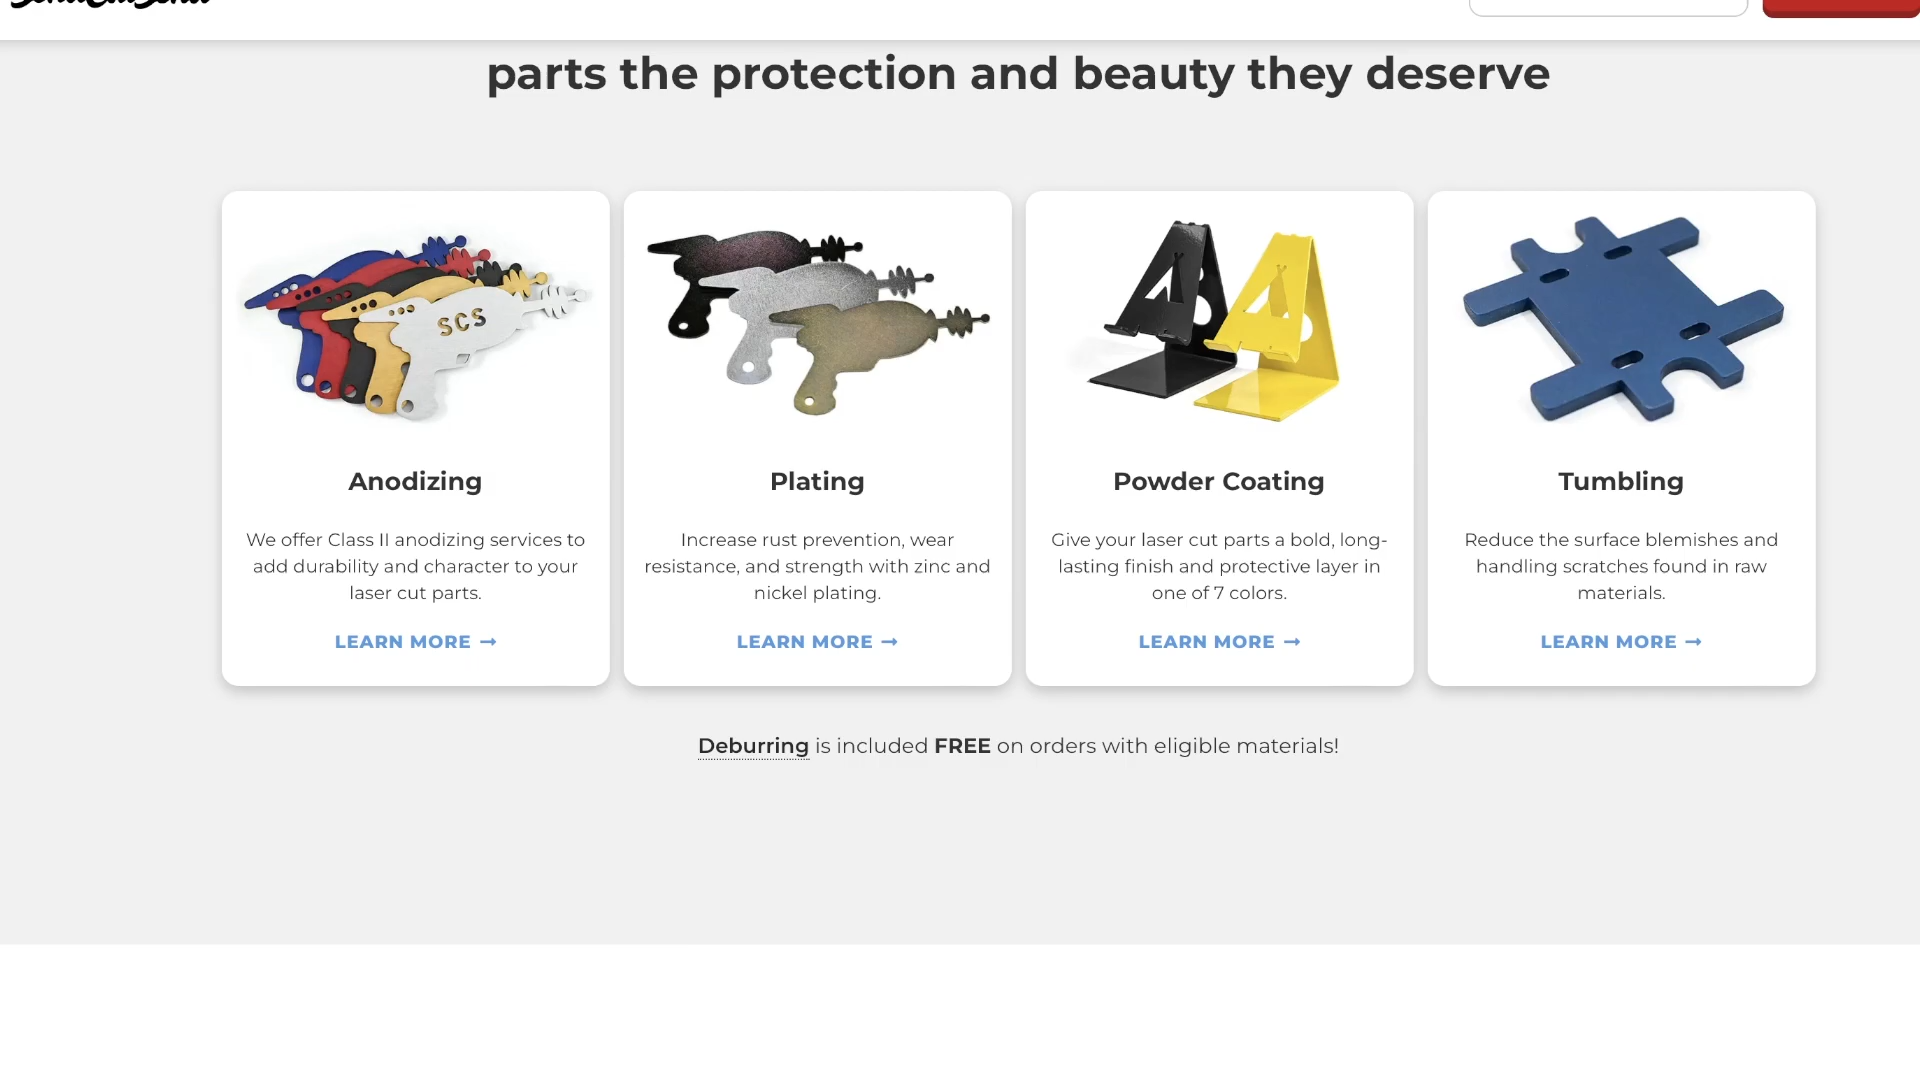 parts the protection and beauty they deserve
SCS
Anodizing
We offer Class II anodizing services to
add durability and character to your
laser cut parts.
LEARN MORE →
Plating
Increase rust prevention, wear
resistance, and strength with zinc and
nickel plating.
LEARN MORE →
Powder Coating
Give your laser cut parts a bold, long-
lasting finish and protective layer in
one of 7 colors.
LEARN MORE →
Tumbling
Reduce the surface blemishes and
handling scratches found in raw
materials.
LEARN MORE →
Deburring is included FREE on orders with eligible materials!